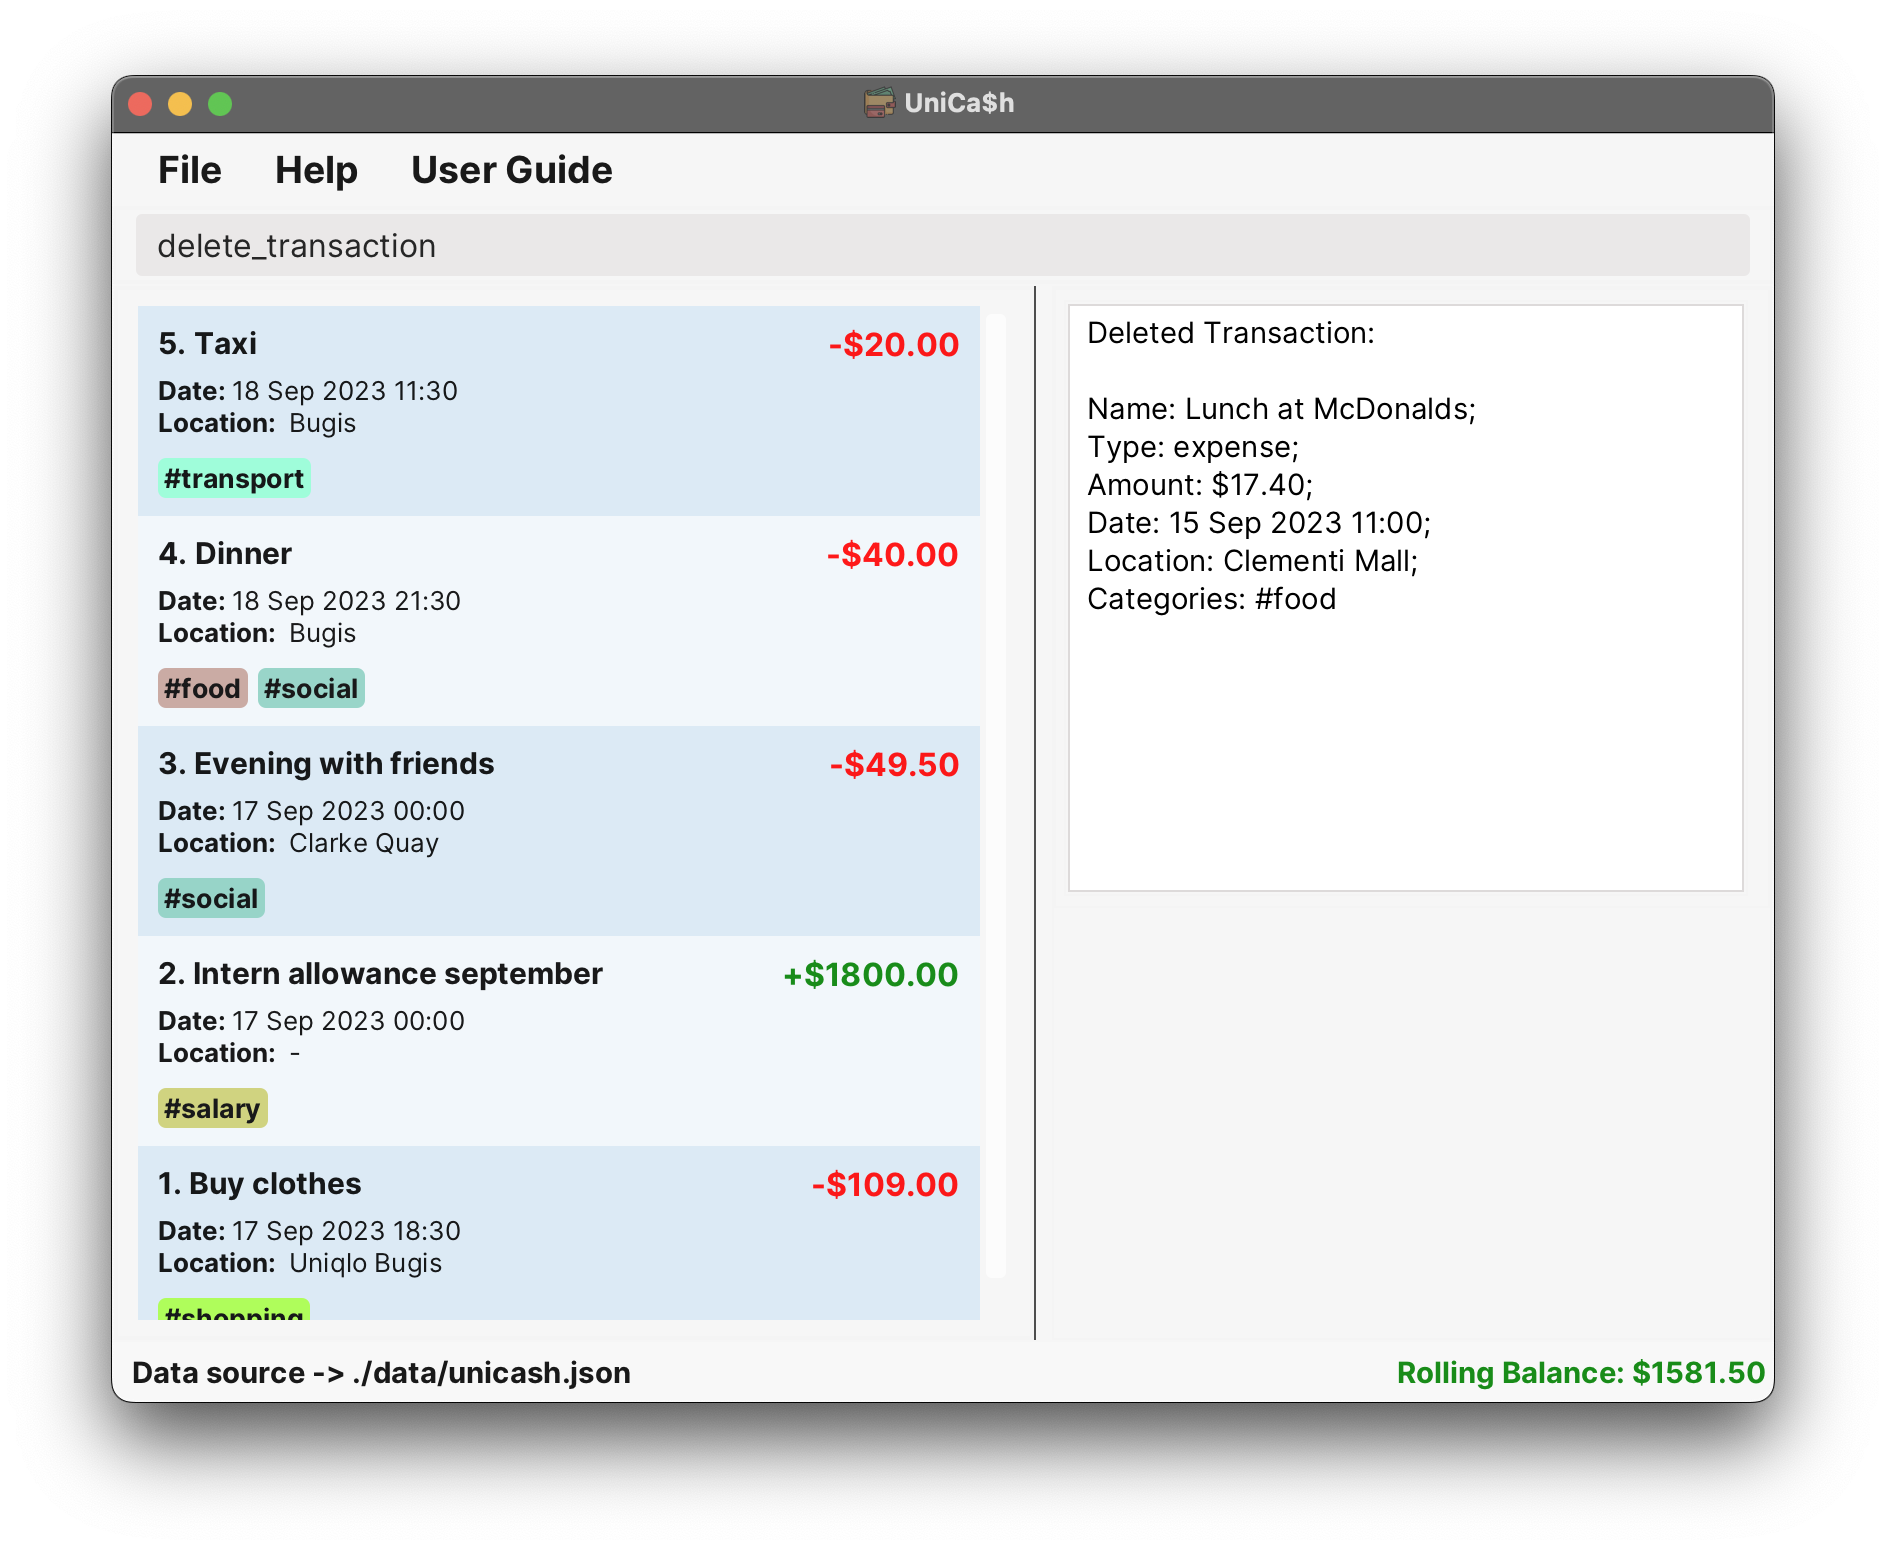 UniCa$h
File Help User Guide
delete_transaction
5. Taxi -$20.00
Date: 18 Sep 2023 11:30
Location: Bugis
#transport
4. Dinner -$40.00
Date: 18 Sep 2023 21:30
Location: Bugis
#food #social
3. Evening with friends -$49.50
Date: 17 Sep 2023 00:00
Location: Clarke Quay
#social
2. Intern allowance september +$1800.00
Date: 17 Sep 2023 00:00
Location: -
#salary
1. Buy clothes -$109.00
Date: 17 Sep 2023 18:30
Location: Uniqlo Bugis
#shopping
Deleted Transaction:
Name: Lunch at McDonalds;
Type: expense;
Amount: $17.40;
Date: 15 Sep 2023 11:00;
Location: Clementi Mall;
Categories: #food
Data source -> ./data/unicash.json
Rolling Balance: $1581.50